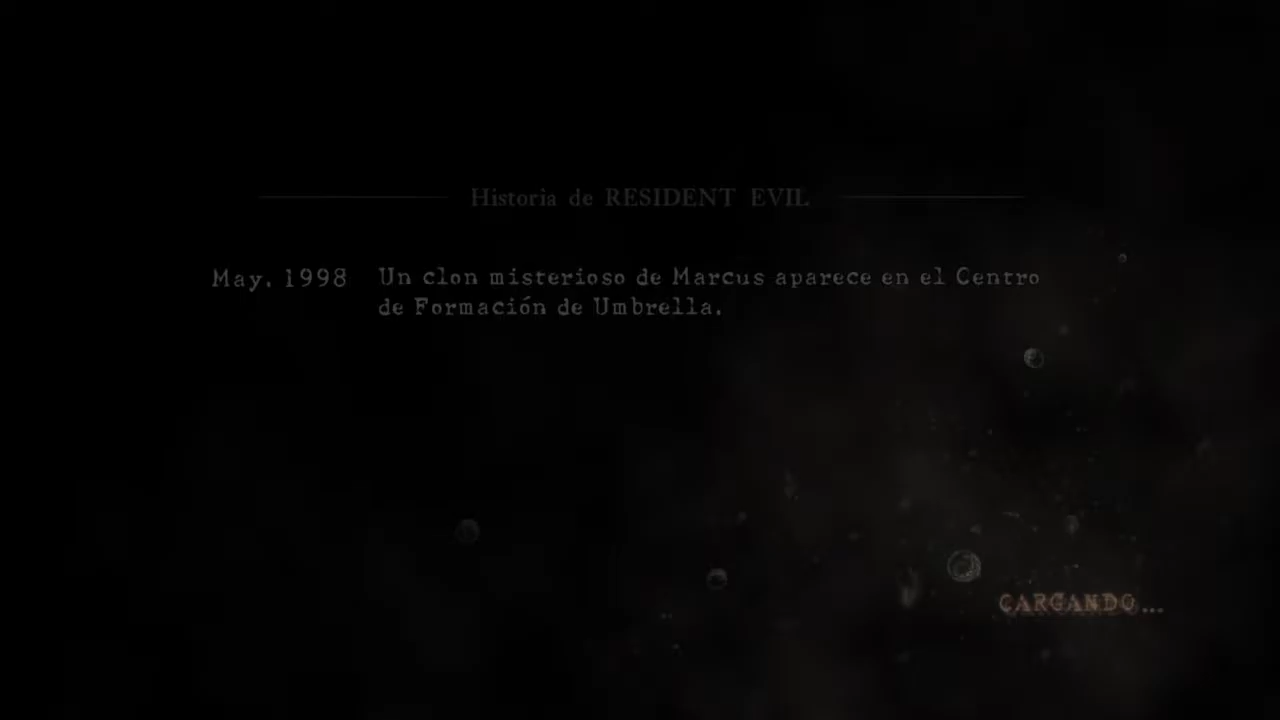 Historia de RESIDENT EVIL
May. 1998 Un clon misterioso de Marcus aparece en el Centro
de Formación de Umbrella.
CARGANDO...